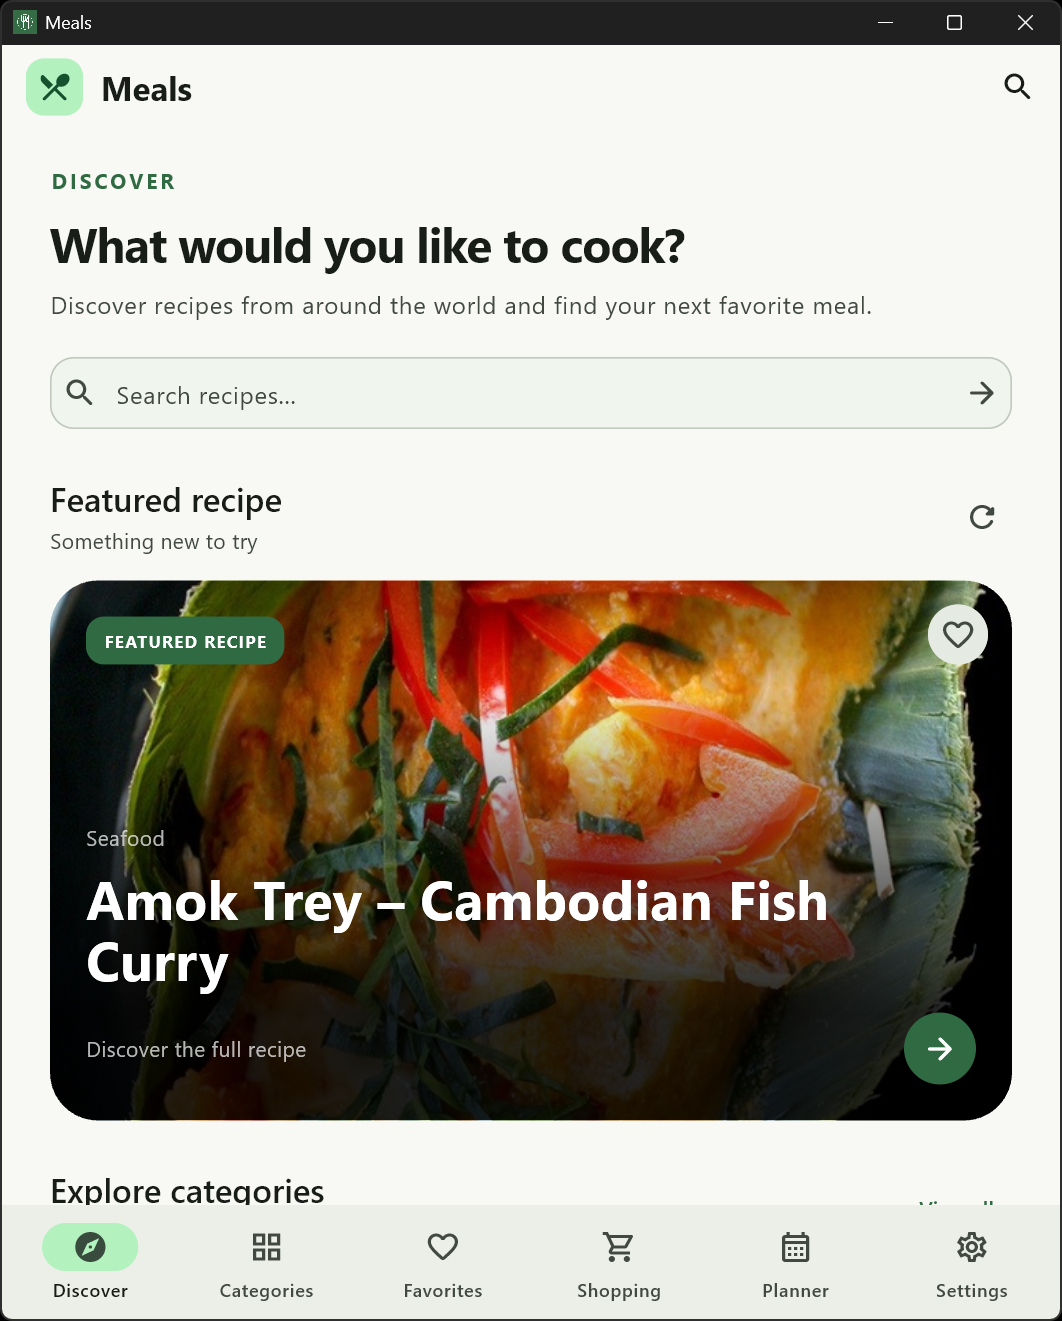 Meals
Meals
DISCOVER
What would you like to cook?
Discover recipes from around the world and find your next favorite meal.
Search recipes...
Featured recipe
Something new to try
FEATURED RECIPE
Seafood
Amok Trey – Cambodian Fish
Curry
Discover the full recipe
Explore categories
Discover
Categories
Favorites
Shopping
Planner
Settings